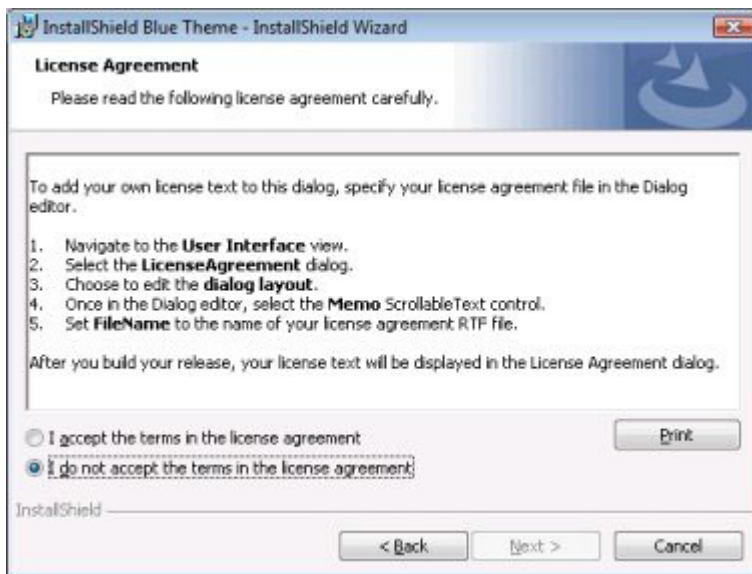 InstallShield Blue Theme - InstallShield Wizard
License Agreement
Please read the following license agreement carefully.
To add your own license text to this dialog, specify your license agreement file in the Dialog
editor.
1. Navigate to the User Interface view.
2. Select the LicenseAgreement dialog.
3. Choose to edit the dialog layout.
4. Once in the Dialog editor, select the Memo ScrollableText control.
5. Set FileName to the name of your license agreement RTF file.
After you build your release, your license text will be displayed in the License Agreement dialog.
I accept the terms in the license agreement
Print
I do not accept the terms in the license agreement
InstallShield
< Back Next > Cancel